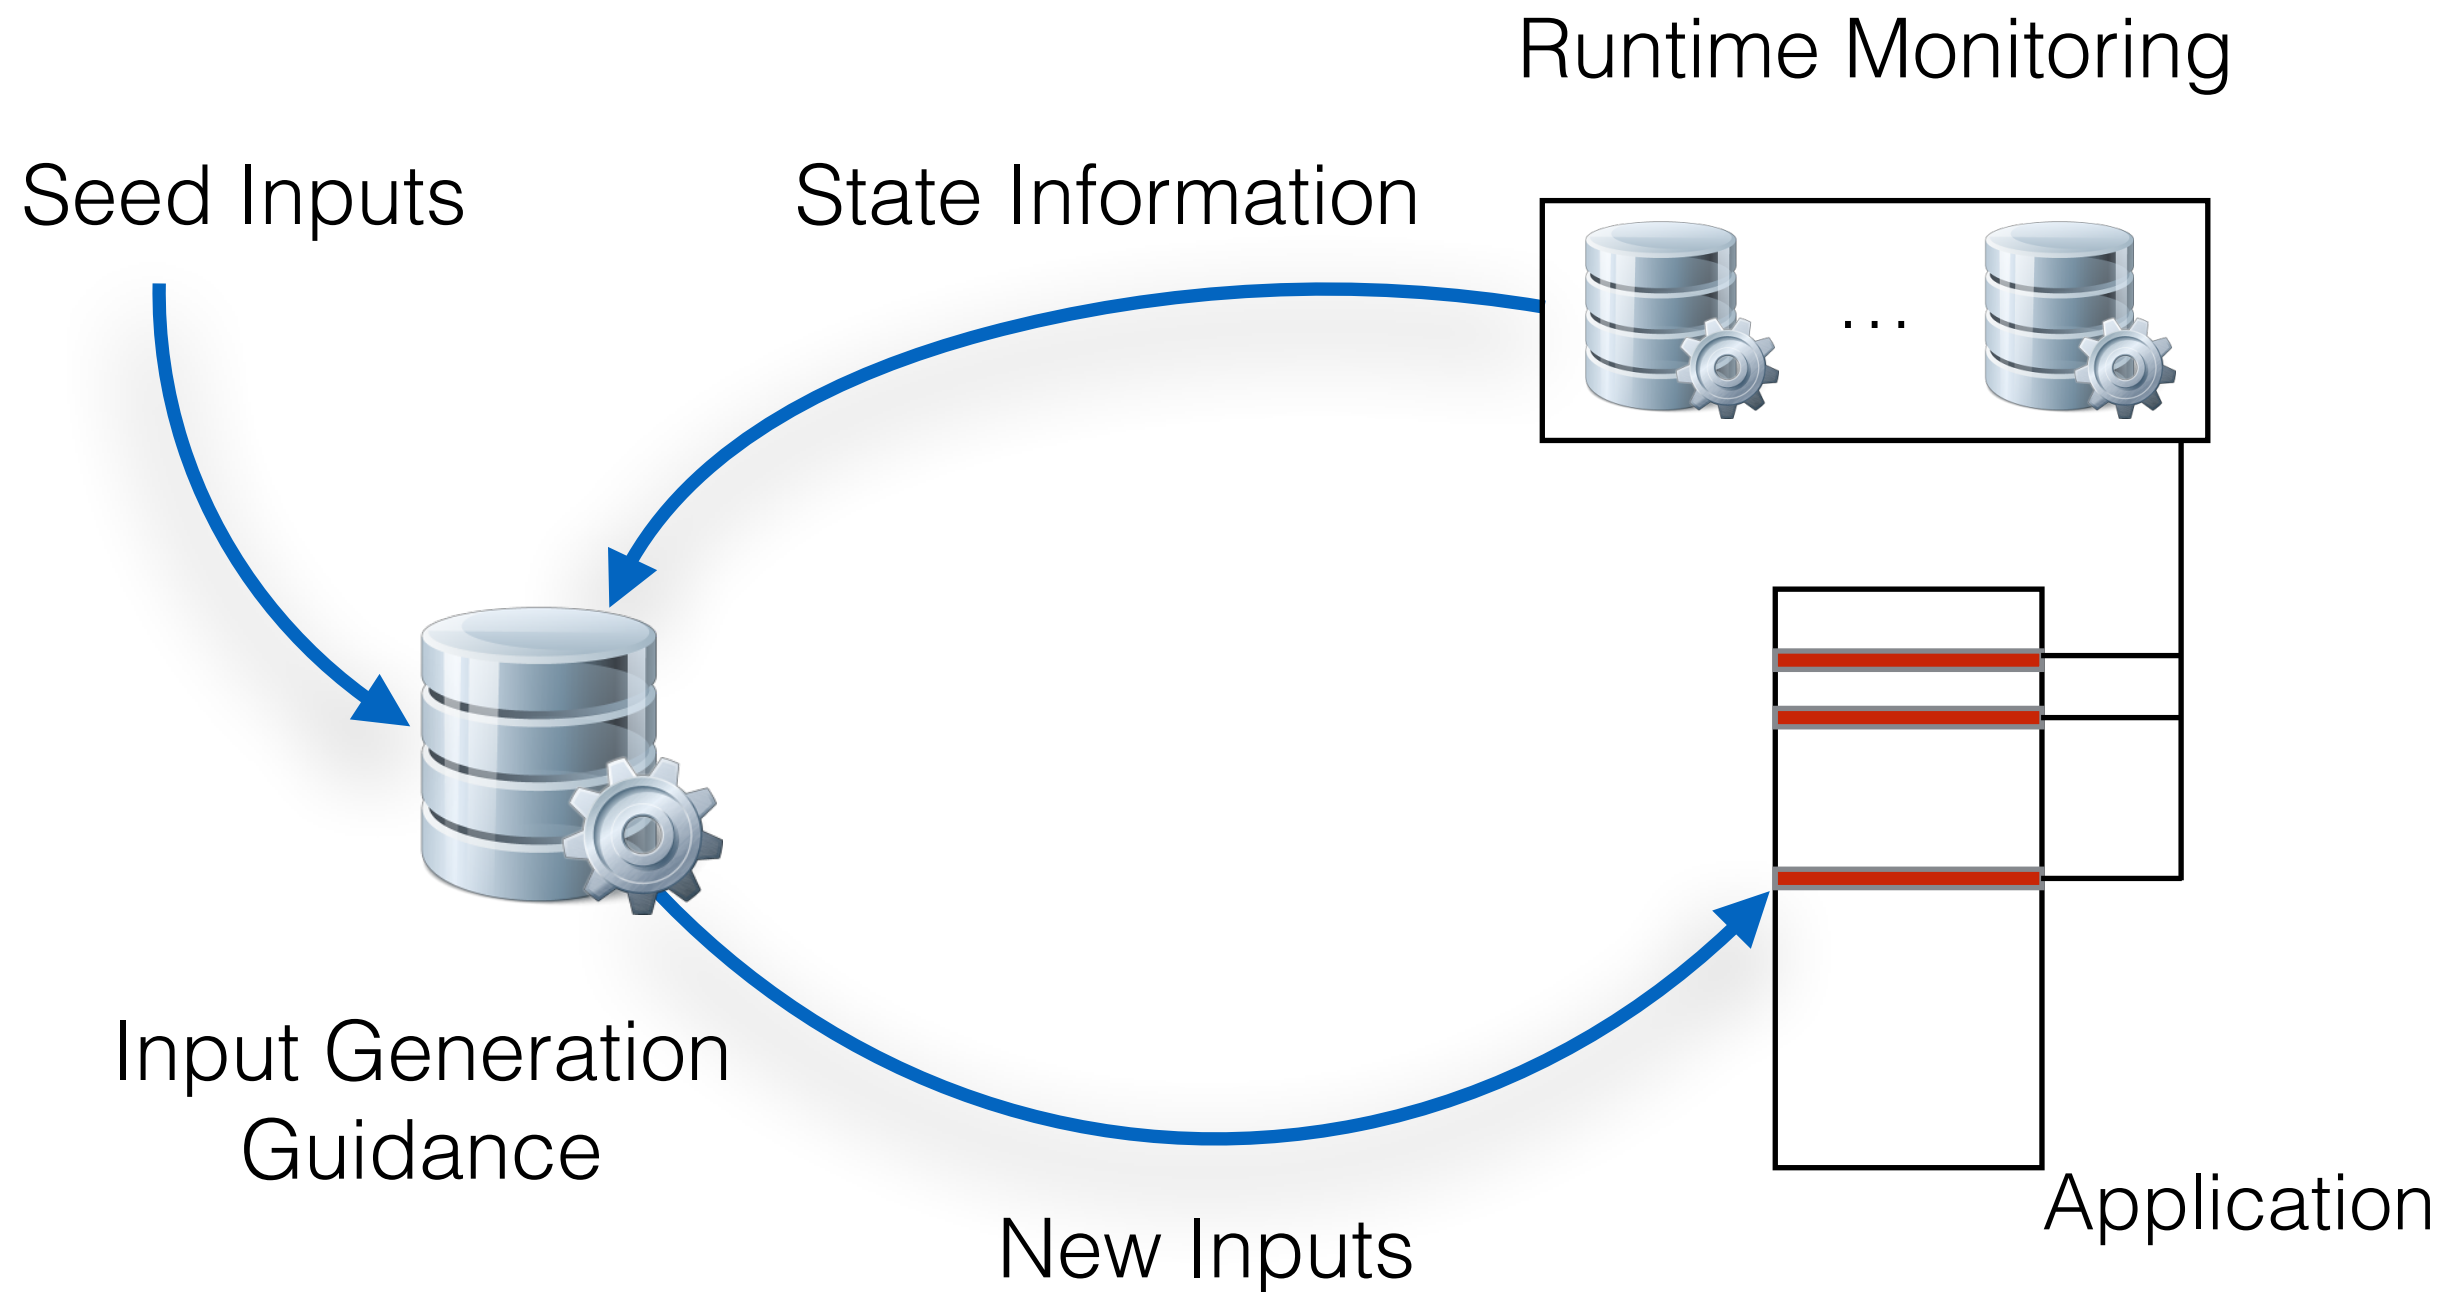 Runtime Monitoring
Seed Inputs
State Information
...
Input Generation
Guidance
New Inputs
Application